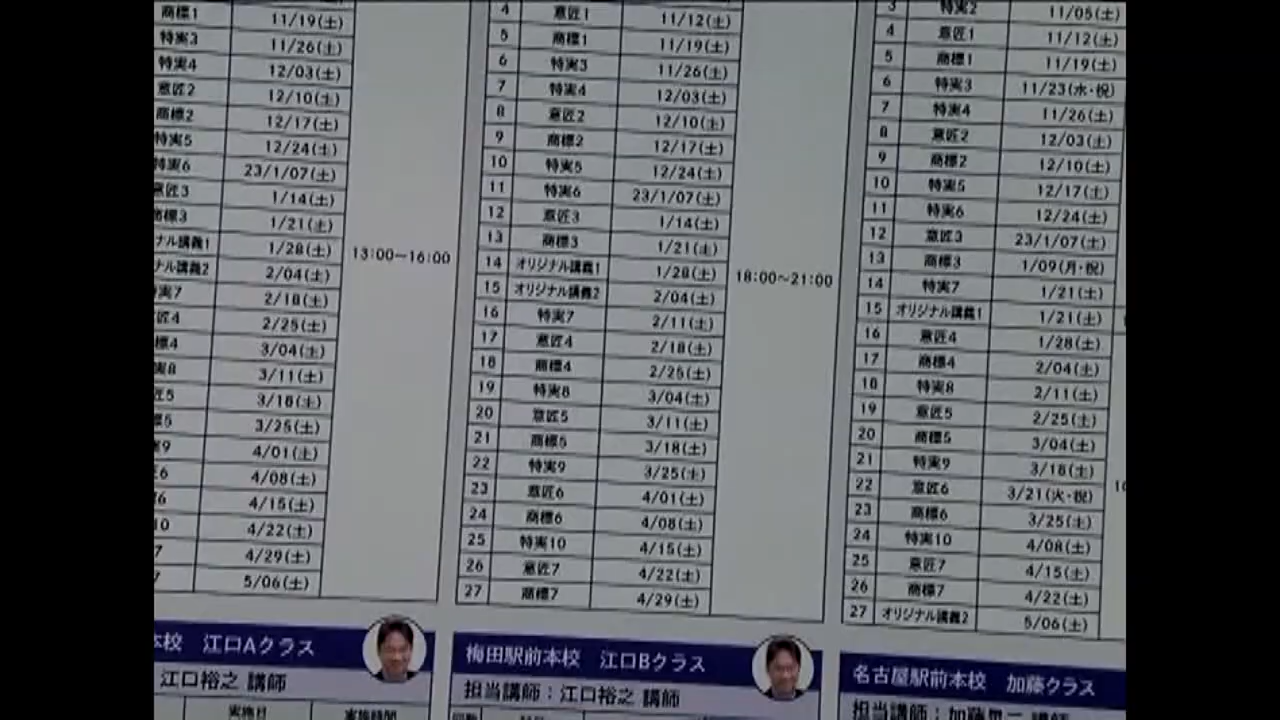 商標1 11/19(土)
特実3 11/26(土)
特実4 12/03(土)
意匠2 12/10(土)
商標2 12/17(土)
特実5 12/24(土)
特実6 23/1/07(土)
意匠3 1/14(土)
商標3 1/21(土)
ジナル講義1 1/28(土)
ナル講義2 2/04(土)
実7 2/18(土)
匠4 2/25(土)
標4 3/04(土)
実8 3/11(土)
匠5 3/18(土)
標5 3/25(土)
実9 4/01(土)
匠6 4/08(土)
標6 4/15(土)
10 4/22(土)
7 4/29(土)
7 5/06(土)
13:00~16:00
4 意匠1 11/12(土)
5 商標1 11/19(土)
6 特実3 11/26(土)
7 特実4 12/03(土)
8 意匠2 12/10(土)
9 商標2 12/17(土)
10 特実5 12/24(土)
11 特実6 23/1/07(土)
12 意匠3 1/14(土)
13 商標3 1/21(土)
14 オリジナル講義1 1/28(土)
15 オリジナル講義2 2/04(土)
16 特実7 2/11(土)
17 意匠4 2/18(土)
18 商標4 2/25(土)
19 特実8 3/04(土)
20 意匠5 3/11(土)
21 商標5 3/18(土)
22 特実9 3/25(土)
23 意匠6 4/01(土)
24 商標6 4/08(土)
25 特実10 4/15(土)
26 意匠7 4/22(土)
27 商標7 4/29(土)
18:00~21:00
3 特実2 11/05(土)
4 意匠1 11/12(土)
5 商標1 11/19(土)
6 特実3 11/23(水・祝)
7 特実4 11/26(土)
8 意匠2 12/03(土)
9 商標2 12/10(土)
10 特実5 12/17(土)
11 特実6 12/24(土)
12 意匠3 23/1/07(土)
13 商標3 1/09(月・祝)
14 特実7 1/21(土)
15 オリジナル講義1 1/21(土)
16 意匠4 1/28(土)
17 商標4 2/04(土)
18 特実8 2/11(土)
19 意匠5 2/25(土)
20 商標5 3/04(土)
21 特実9 3/18(土)
22 意匠6 3/21(火・祝)
23 商標6 3/25(土)
24 特実10 4/08(土)
25 意匠7 4/15(土)
26 商標7 4/22(土)
27 オリジナル講義2 5/06(土)
本校 江口Aクラス
江口裕之 講師
実施日 実施時間
梅田駅前本校 江口Bクラス
担当講師:江口裕之 講師
名古屋駅前本校 加藤クラス
担当講師:加藤 講師